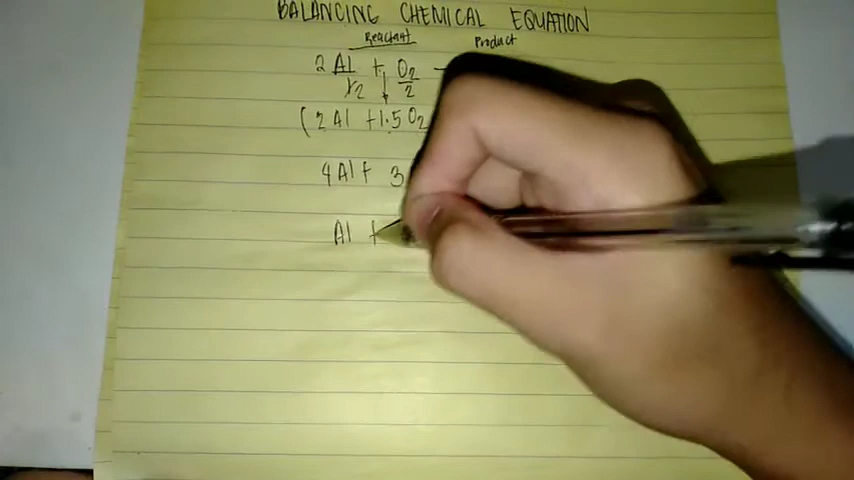 BALANCING CHEMICAL EQUATION
Reactant Product
2 Al + O2
1/2 2
(2 Al + 1.5 O2
4 Al + 3
Al +